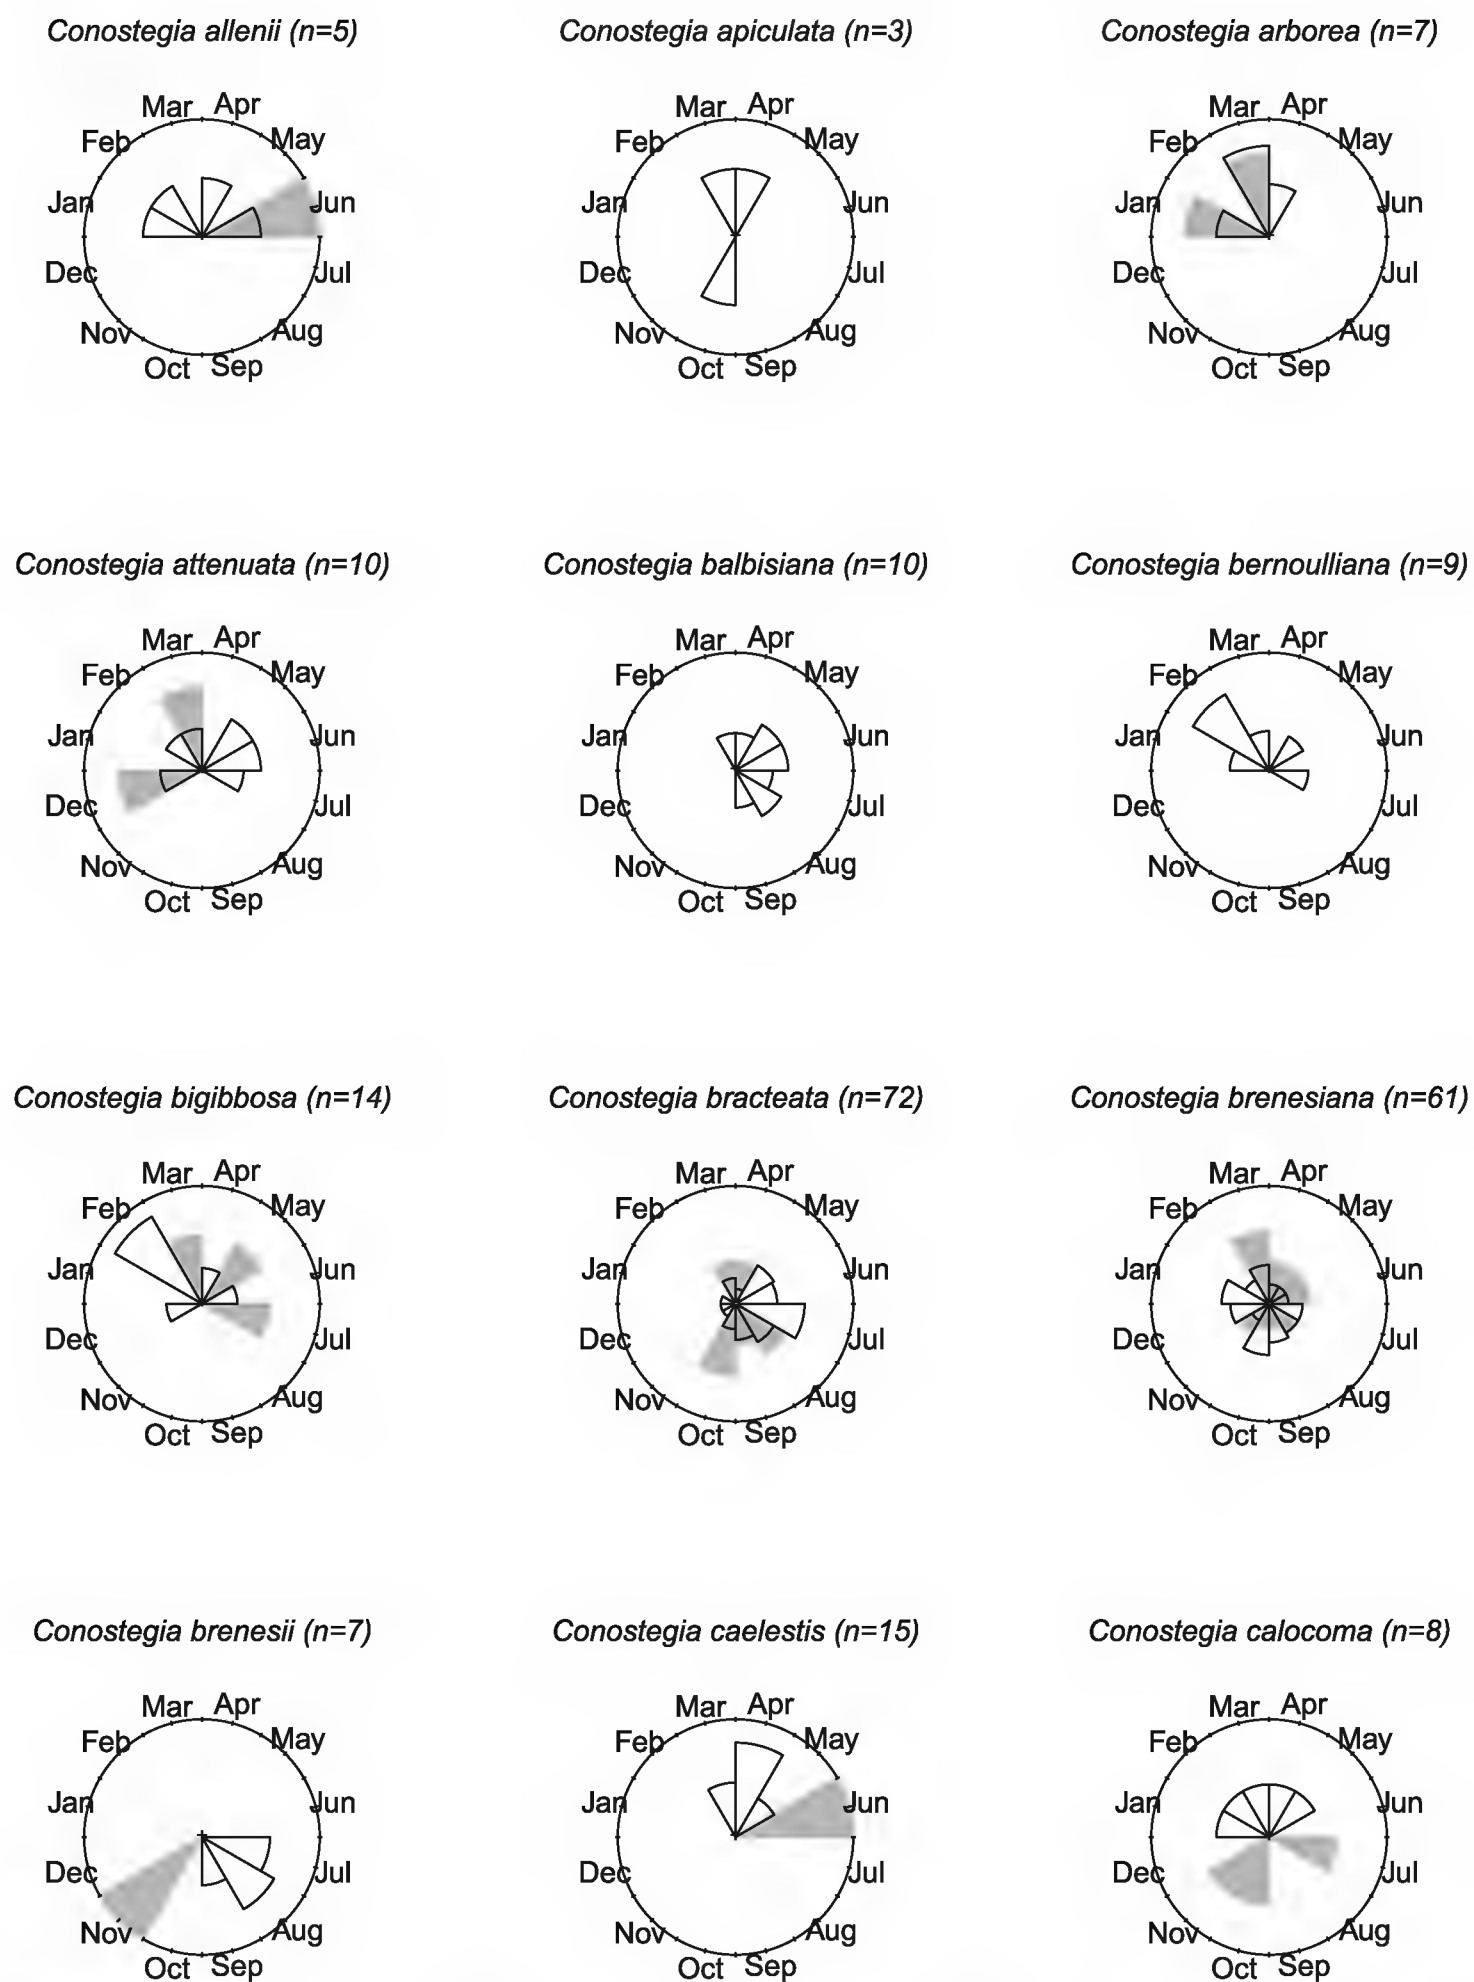 Conostegia allenii (n=5) Conostegia apiculata (n=3) Conostegia arborea (n=7)
Mar Apr Mar Apr Mar Apr
Feb May Feb May Feb May
Jan Jun Jan Jun Jan Jun
Dec Jul Dec Jul Dec Jul
Nov Aug Nov Aug Nov Aug
Oct Sep Oct Sep Oct Sep
Conostegia attenuata (n=10) Conostegia balbisiana (n=10) Conostegia bernoulliana (n=9)
Mar Apr Mar Apr Mar Apr
Feb May Feb May Feb May
Jan Jun Jan Jun Jan Jun
Dec Jul Dec Jul Dec Jul
Nov Aug Nov Aug Nov Aug
Oct Sep Oct Sep Oct Sep
Conostegia bigibbosa (n=14) Conostegia bracteata (n=72) Conostegia brenesiana (n=61)
Mar Apr Mar Apr Mar Apr
Feb May Feb May Feb May
Jan Jun Jan Jun Jan Jun
Dec Jul Dec Jul Dec Jul
Nov Aug Nov Aug Nov Aug
Oct Sep Oct Sep Oct Sep
Conostegia brenesii (n=7) Conostegia caelestis (n=15) Conostegia calocoma (n=8)
Mar Apr Mar Apr Mar Apr
Feb May Feb May Feb May
Jan Jun Jan Jun Jan Jun
Dec Jul Dec Jul Dec Jul
Nov Aug Nov Aug Nov Aug
Oct Sep Oct Sep Oct Sep